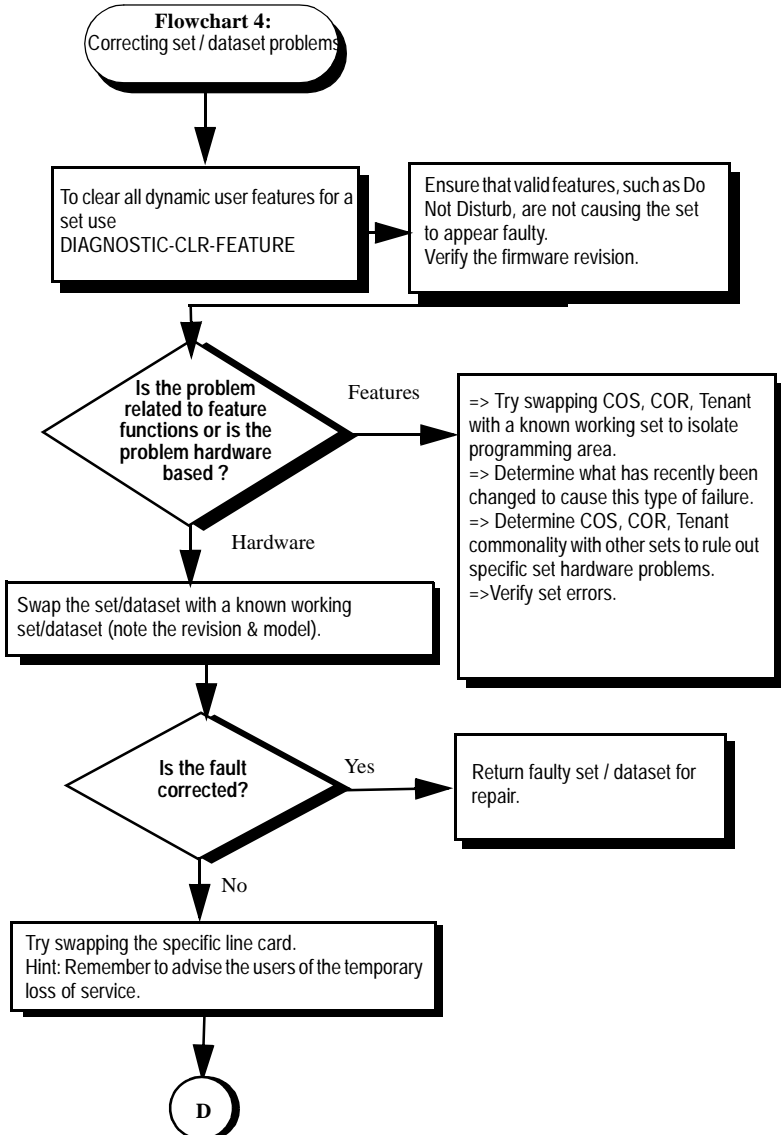 Flowchart 4:
Correcting set / dataset problems
To clear all dynamic user features for a
set use
DIAGNOSTIC-CLR-FEATURE
Ensure that valid features, such as Do
Not Disturb, are not causing the set
to appear faulty.
Verify the firmware revision.
Is the problem
related to feature
functions or is the
problem hardware
based ?
Features
=> Try swapping COS, COR, Tenant
with a known working set to isolate
programming area.
=> Determine what has recently been
changed to cause this type of failure.
=> Determine COS, COR, Tenant
commonality with other sets to rule out
specific set hardware problems.
=>Verify set errors.
Hardware
Swap the set/dataset with a known working
set/dataset (note the revision & model).
Is the fault
corrected?
Yes
Return faulty set / dataset for
repair.
No
Try swapping the specific line card.
Hint: Remember to advise the users of the temporary
loss of service.
D